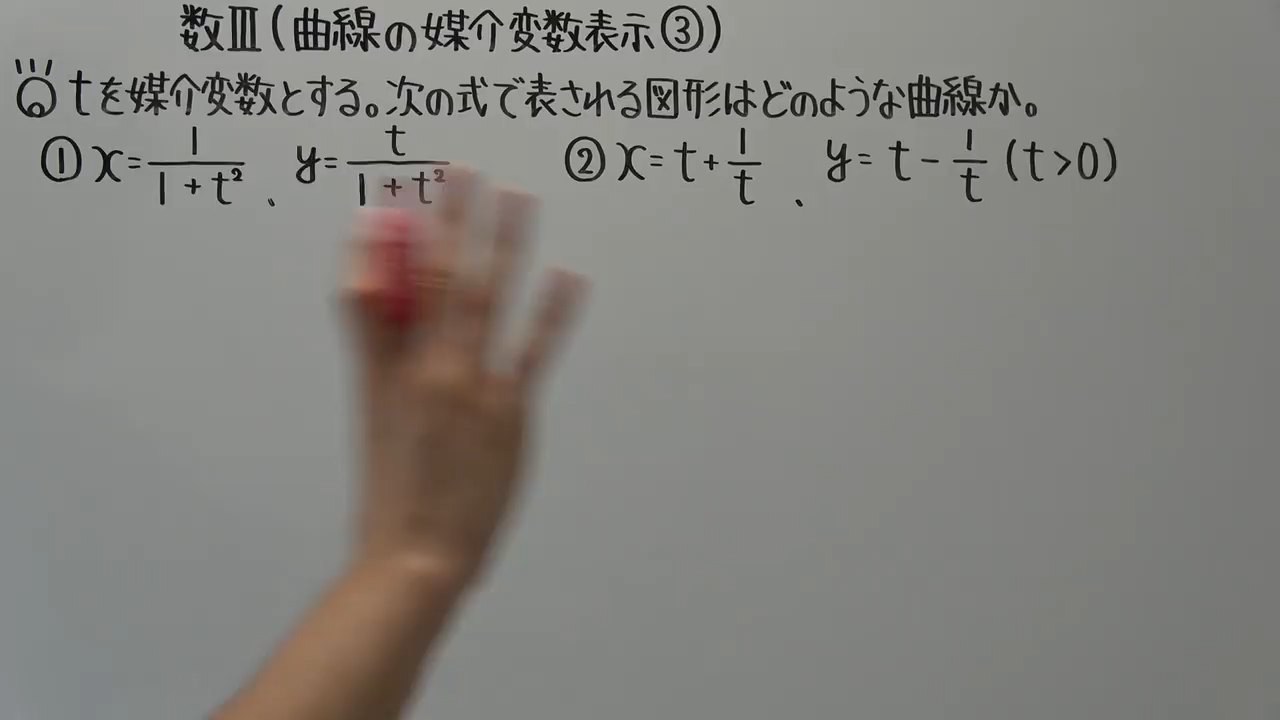 数Ⅲ(曲線の媒介変数表示③)
tを媒介変数とする。次の式で表される図形はどのような曲線か。
① x=1/(1+t²)、y=t/(1+t²) ② x=t+1/t、y=t-1/t (t>0)